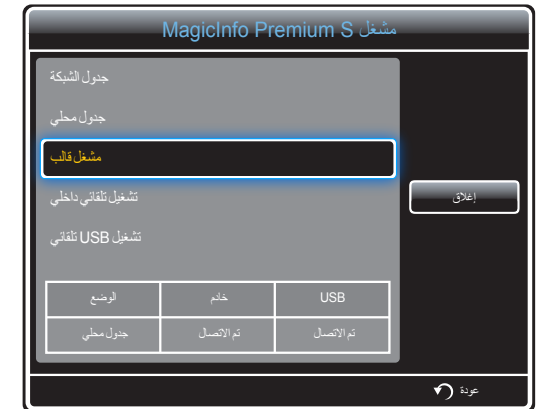 مشغل MagicInfo Premium S
جدول الشبكة
جدول محلي
مشغل قالب
تشغيل تلقائي داخلي
تشغيل USB تلقائي
إغلاق
الوضع خادم USB
جدول محلي تم الاتصال تم الاتصال
عودة